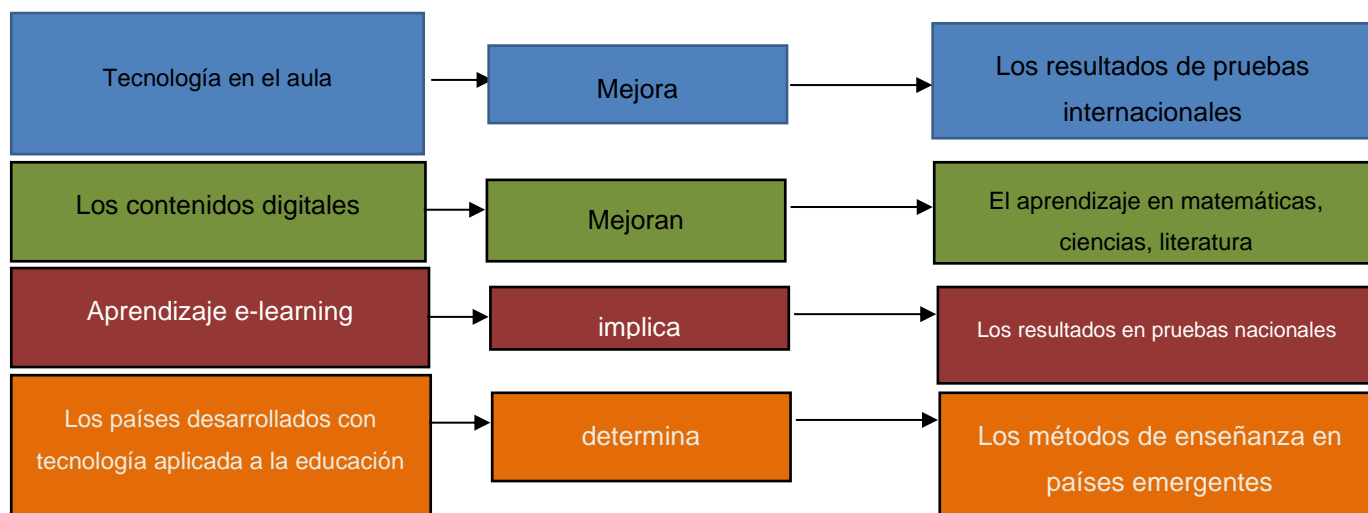 Tecnología en el aula
Mejora
Los resultados de pruebas
internacionales
Los contenidos digitales
Mejoran
El aprendizaje en matemáticas,
ciencias, literatura
Aprendizaje e-learning
implica
Los resultados en pruebas nacionales
Los países desarrollados con
tecnología aplicada a la educación
determina
Los métodos de enseñanza en
países emergentes